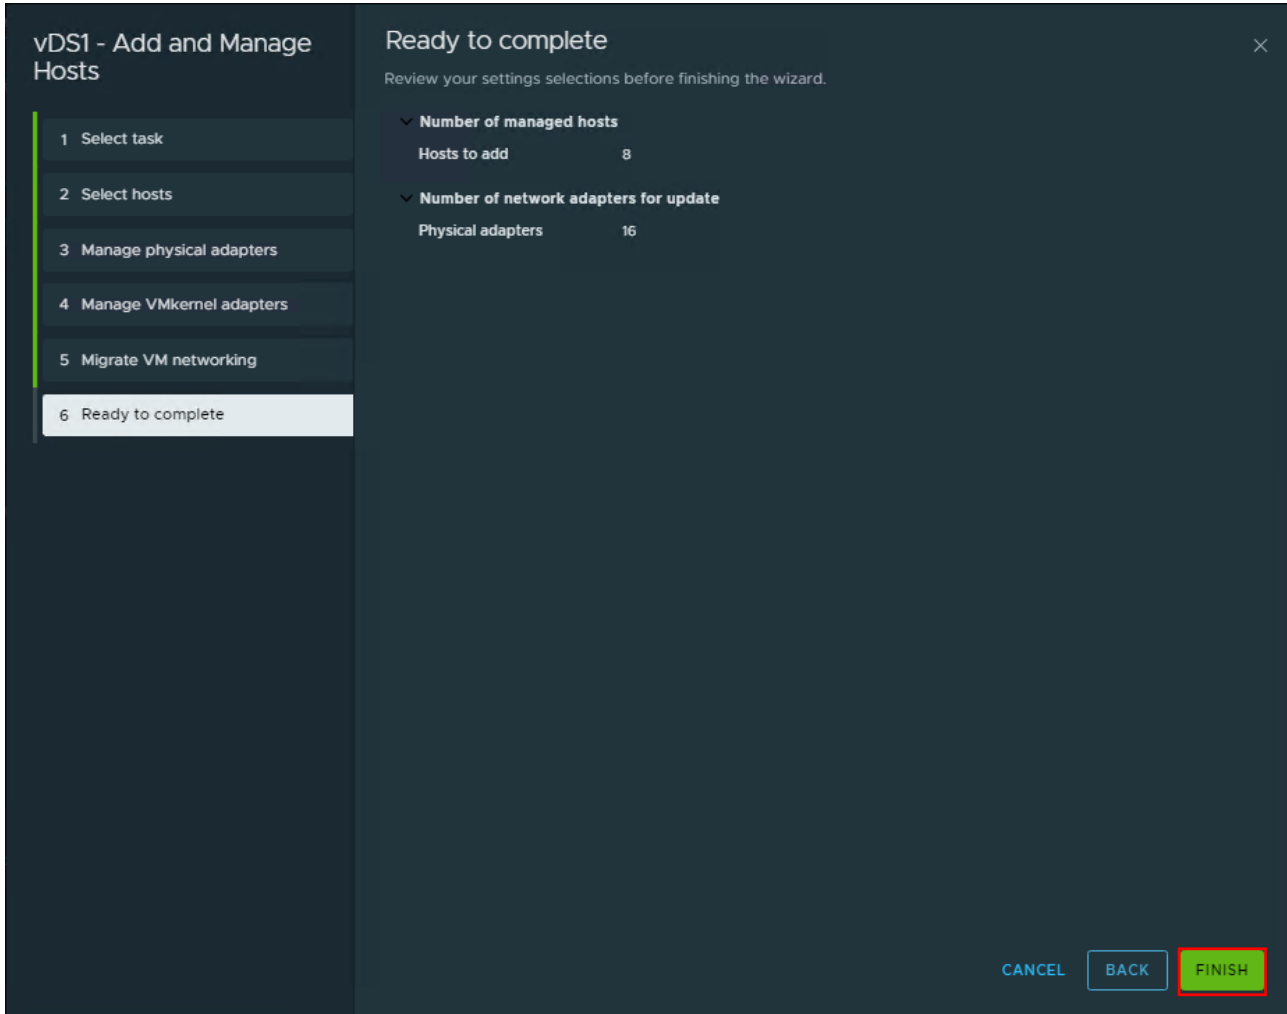 vDS1 - Add and Manage
Hosts
1 Select task
2 Select hosts
3 Manage physical adapters
4 Manage VMkernel adapters
5 Migrate VM networking
6 Ready to complete
Ready to complete
Review your settings selections before finishing the wizard.
Number of managed hosts
Hosts to add 8
Number of network adapters for update
Physical adapters 16
CANCEL BACK FINISH